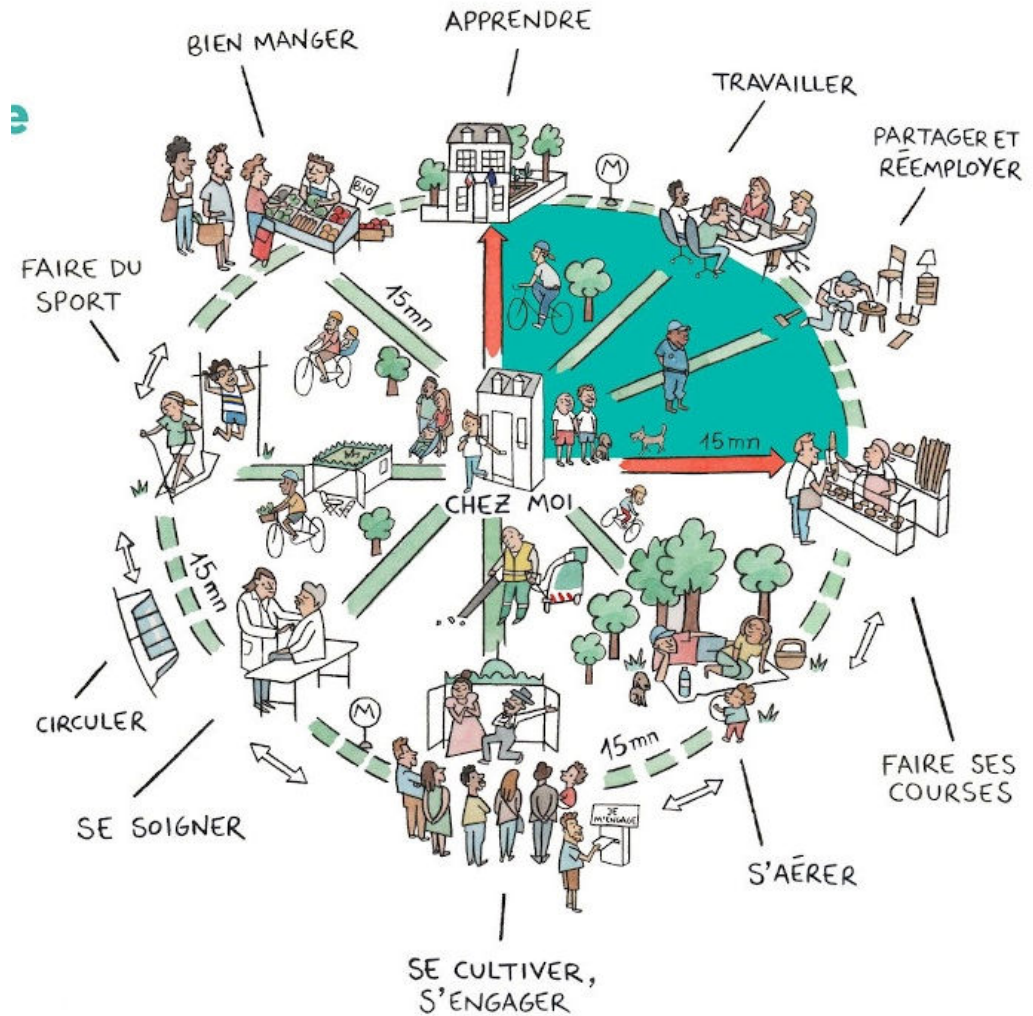 APPRENDRE
BIEN MANGER
TRAVAILLER
e
PARTAGER ET
RÉEMPLOYER
M
BIO
FAIRE DU
SPORT
15mn
15mn
CHEZ MOI
15mn
CIRCULER
M
15mn
FAIRE SES
COURSES
SE SOIGNER
JE
M'ENGAGE
S'AÉRER
SE CULTIVER,
S'ENGAGER